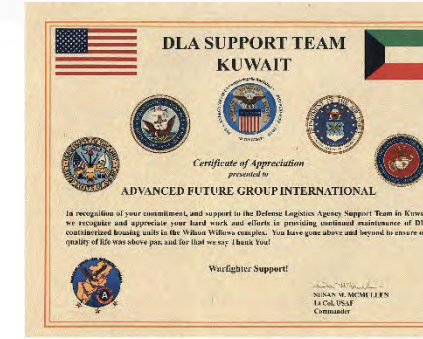 DLA SUPPORT TEAM
KUWAIT
Certificate of Appreciation
presented to
ADVANCED FUTURE GROUP INTERNATIONAL
In recognition of your commitment, and support to the Defense Logistics Agency Support Team in Kuwa
we recognize and appreciate your hard work and efforts in providing continued maintenance of D
containerized housing units in the Wilson Willows complex. You have gone above and beyond to ensure o
quality of life was above par, and for that we say Thank You!
Warfighter Support!
SUSAN M. MCMULLEN
Lt Col, USAF
Commander